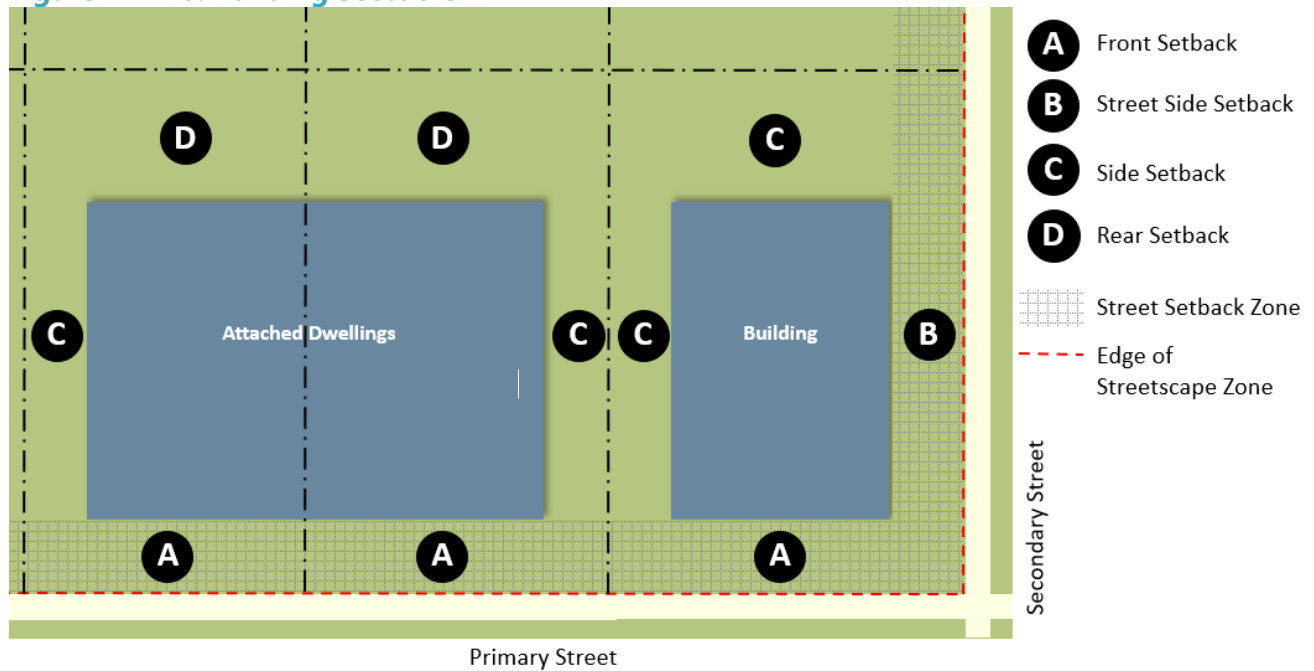 A Front Setback
B Street Side Setback
D D C
C Side Setback
D Rear Setback
Street Setback Zone
C Attached Dwellings C C Building B
Edge of
Streetscape Zone
A A A
Secondary Street
Primary Street